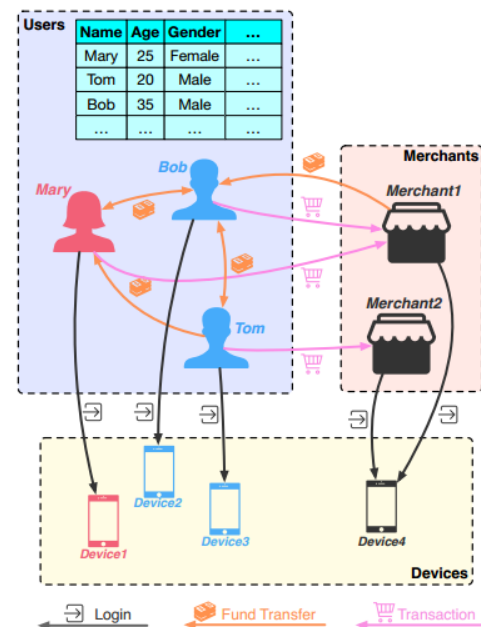 Users
Name Age Gender ...
Mary 25 Female ...
Tom 20 Male ...
Bob 35 Male ...
... ... ... ...
Bob
Merchants
Mary
Merchant1
Merchant2
Tom
Device2
Device1
Device3
Device4
Devices
Login
Fund Transfer
Transaction